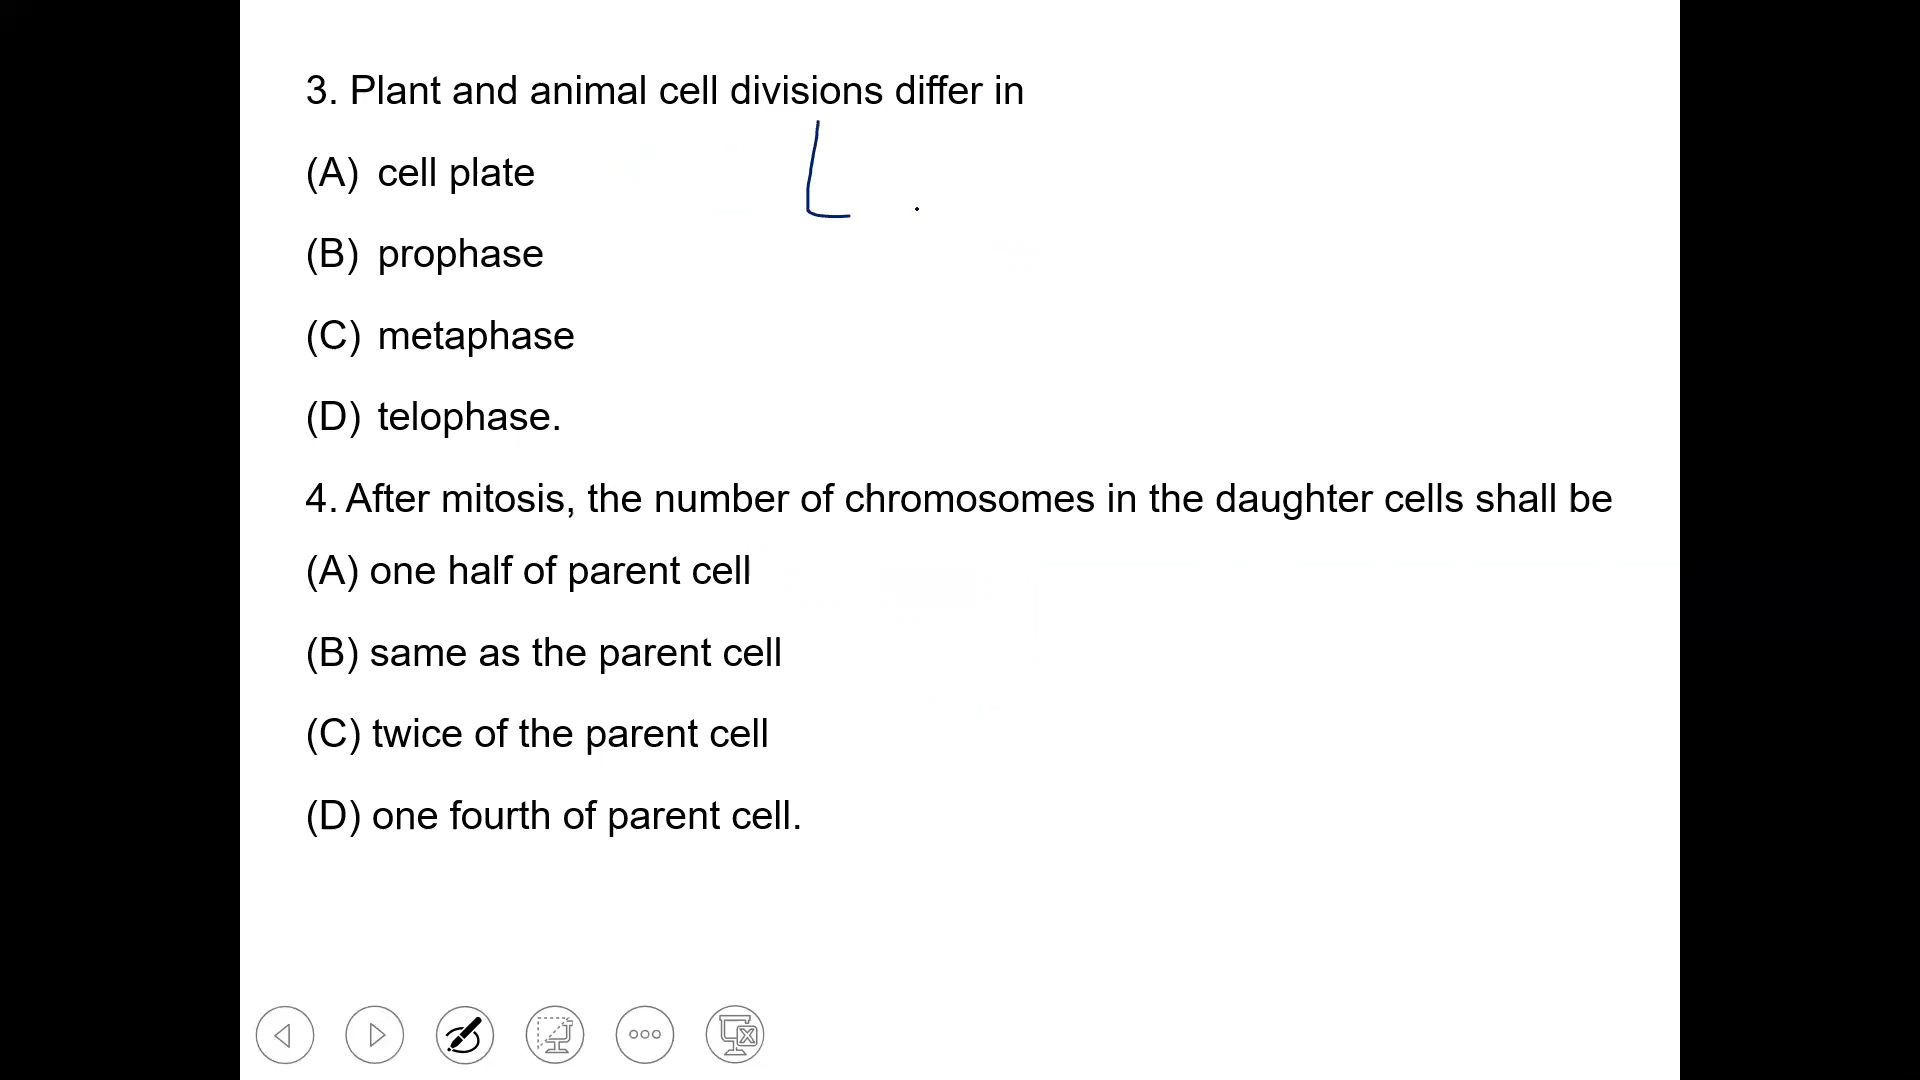 3. Plant and animal cell divisions differ in
(A) cell plate
(B) prophase
(C) metaphase
(D) telophase.
4. After mitosis, the number of chromosomes in the daughter cells shall be
(A) one half of parent cell
(B) same as the parent cell
(C) twice of the parent cell
(D) one fourth of parent cell.